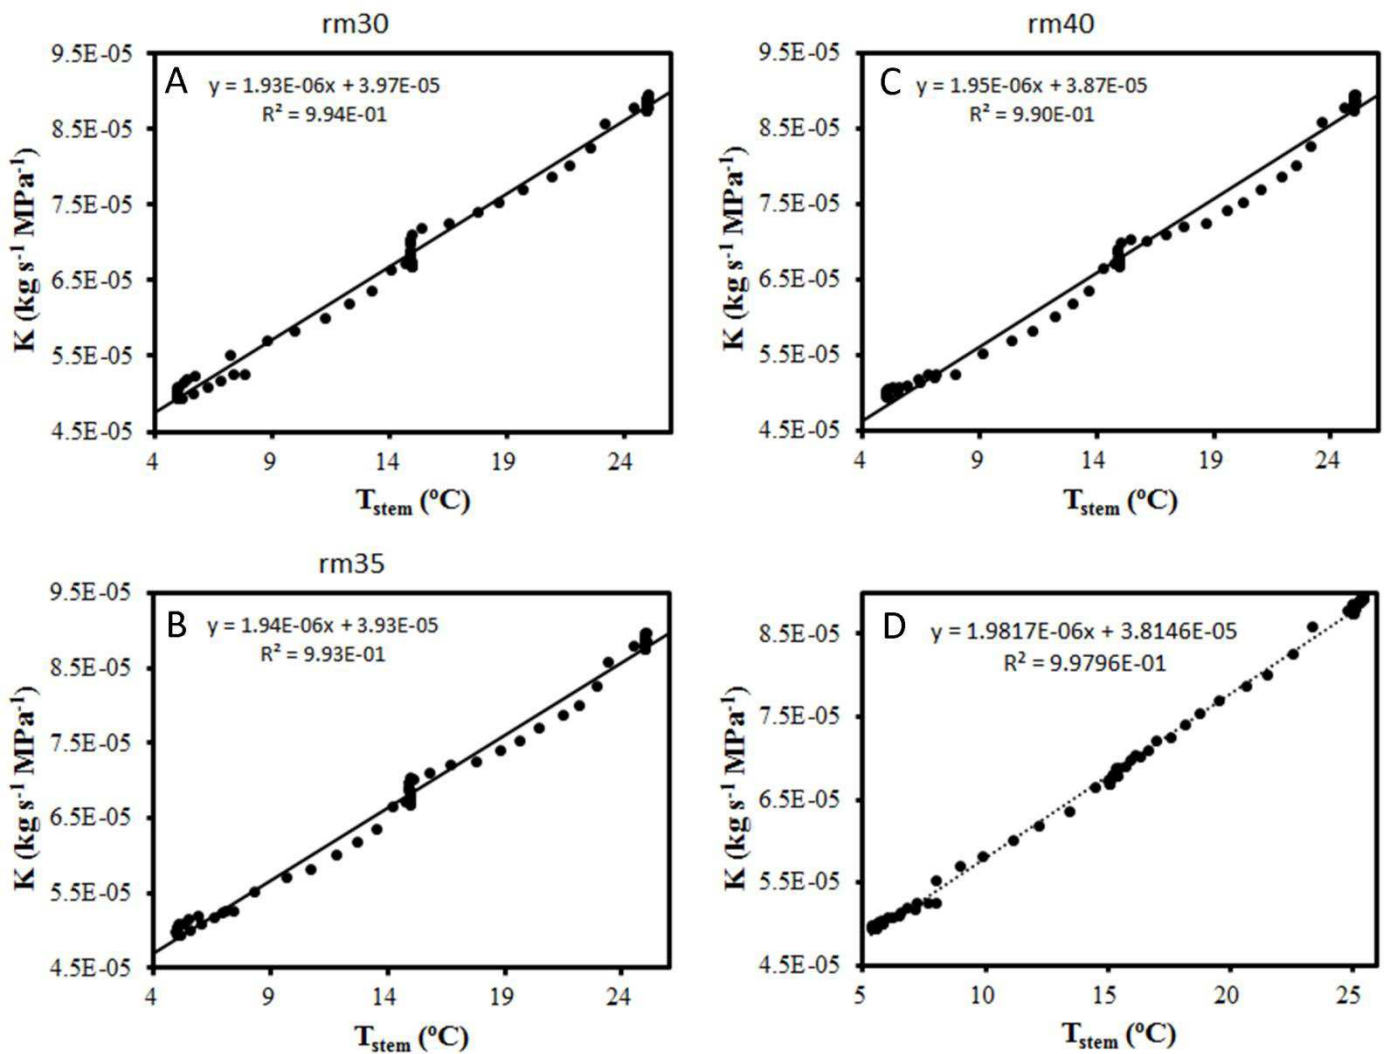 rm30
A
y = 1.93E-06x + 3.97E-05
R² = 9.94E-01
9.5E-05
8.5E-05
7.5E-05
6.5E-05
5.5E-05
4.5E-05
K (kg s⁻¹ MPa⁻¹)
4 9 14 19 24
Tstem (ºC)
rm40
C
y = 1.95E-06x + 3.87E-05
R² = 9.90E-01
9.5E-05
8.5E-05
7.5E-05
6.5E-05
5.5E-05
4.5E-05
K (kg s⁻¹ MPa⁻¹)
4 9 14 19 24
Tstem (ºC)
rm35
B
y = 1.94E-06x + 3.93E-05
R² = 9.93E-01
9.5E-05
8.5E-05
7.5E-05
6.5E-05
5.5E-05
4.5E-05
K (kg s⁻¹ MPa⁻¹)
4 9 14 19 24
Tstem (ºC)
D
y = 1.9817E-06x + 3.8146E-05
R² = 9.9796E-01
8.5E-05
7.5E-05
6.5E-05
5.5E-05
4.5E-05
K (kg s⁻¹ MPa⁻¹)
5 10 15 20 25
Tstem (ºC)